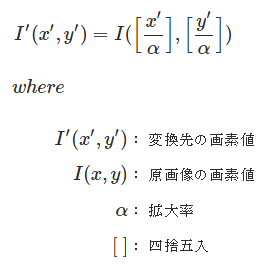 I′(x′, y′) = I([x′/α], [y′/α])
where
I′(x′, y′) : 変換先の画素値
I(x, y) : 原画像の画素値
α : 拡大率
[ ] : 四捨五入